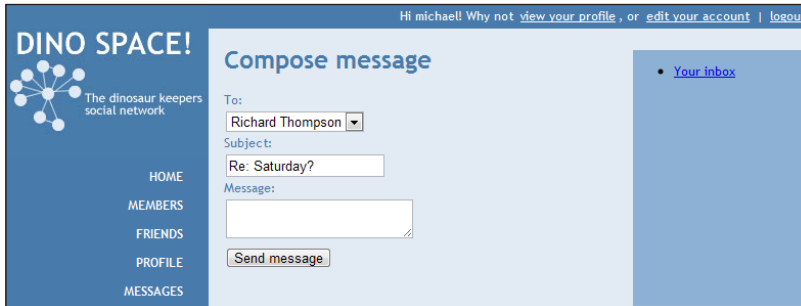 Hi michael! Why not view your profile, or edit your account | logou
DINO SPACE!
The dinosaur keepers
social network
HOME
MEMBERS
FRIENDS
PROFILE
MESSAGES
Compose message
To:
Richard Thompson
Subject:
Re: Saturday?
Message:
Send message
Your inbox